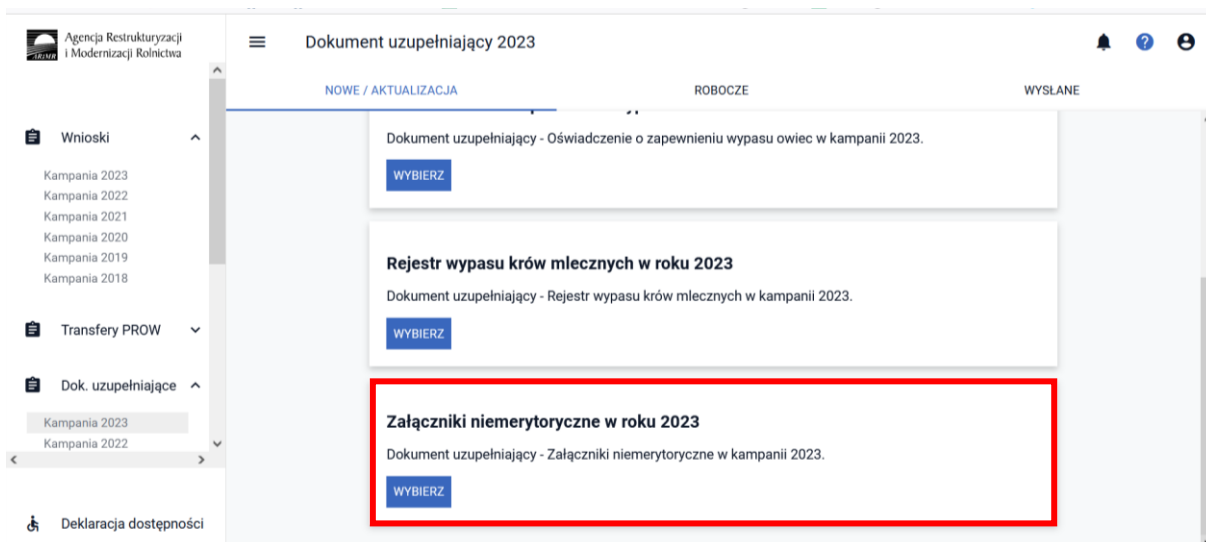 Agencja Restrukturyzacji
i Modernizacji Rolnictwa
ARiMR
Dokument uzupełniający 2023
NOWE / AKTUALIZACJA
ROBOCZE
WYSŁANE
Wnioski
Kampania 2023
Kampania 2022
Kampania 2021
Kampania 2020
Kampania 2019
Kampania 2018
Transfery PROW
Dok. uzupełniające
Kampania 2023
Kampania 2022
Deklaracja dostępności
Dokument uzupełniający - Oświadczenie o zapewnieniu wypasu owiec w kampanii 2023.
WYBIERZ
Rejestr wypasu krów mlecznych w roku 2023
Dokument uzupełniający - Rejestr wypasu krów mlecznych w kampanii 2023.
WYBIERZ
Załączniki niemerytoryczne w roku 2023
Dokument uzupełniający - Załączniki niemerytoryczne w kampanii 2023.
WYBIERZ